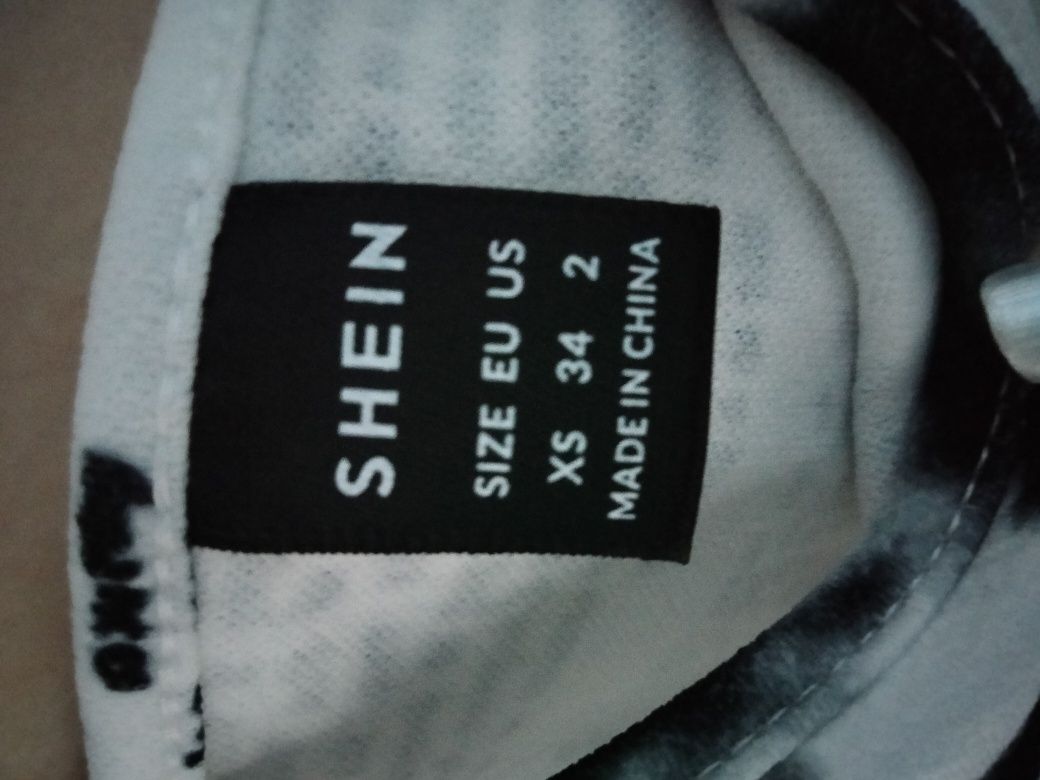 SHEIN
SIZE EU US
XS 34 2
MADE IN CHINA